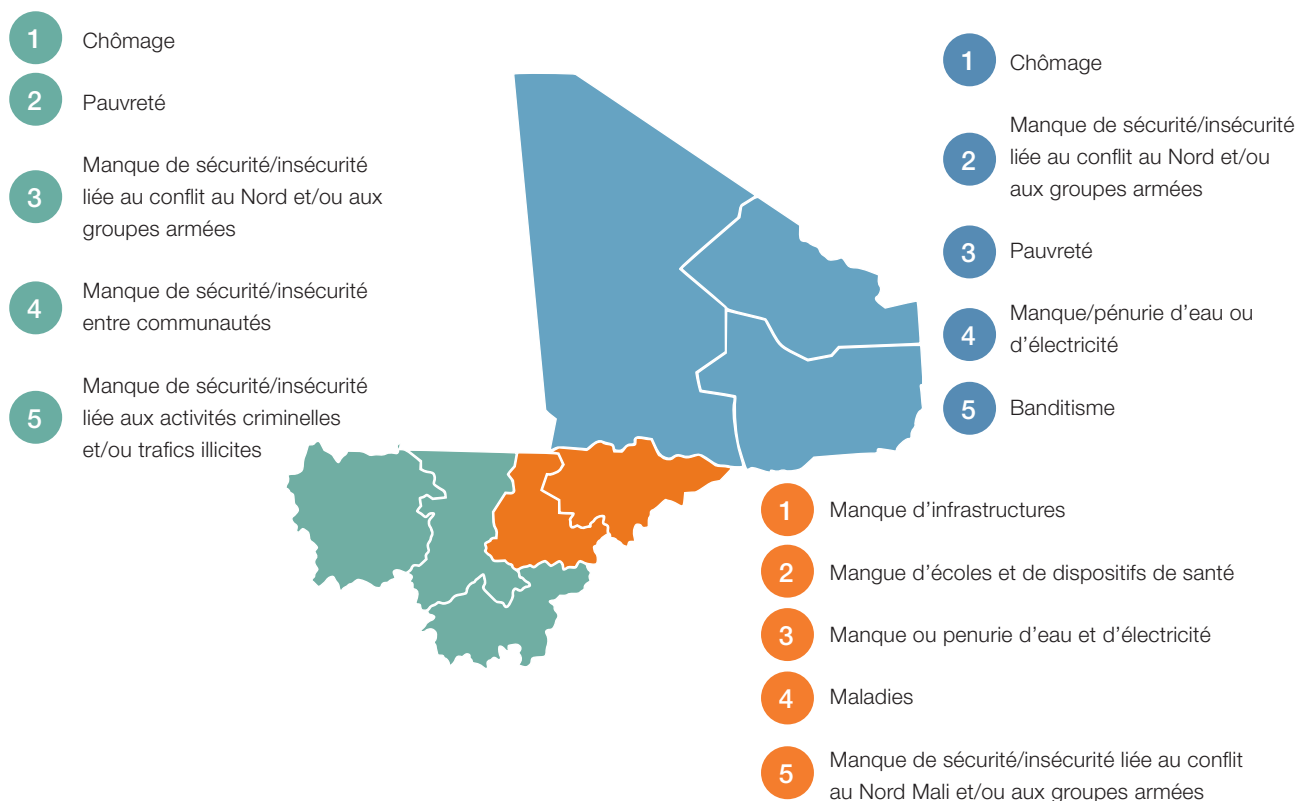 1 Chômage
2 Pauvreté
3 Manque de sécurité/insécurité
liée au conflit au Nord et/ou aux
groupes armées
4 Manque de sécurité/insécurité
entre communautés
5 Manque de sécurité/insécurité
liée aux activités criminelles
et/ou trafics illicites
1 Chômage
2 Manque de sécurité/insécurité
liée au conflit au Nord et/ou
aux groupes armées
3 Pauvreté
4 Manque/pénurie d’eau ou
d’électricité
5 Banditisme
1 Manque d’infrastructures
2 Mangue d’écoles et de dispositifs de santé
3 Manque ou penurie d’eau et d’électricité
4 Maladies
5 Manque de sécurité/insécurité liée au conflit
au Nord Mali et/ou aux groupes armées